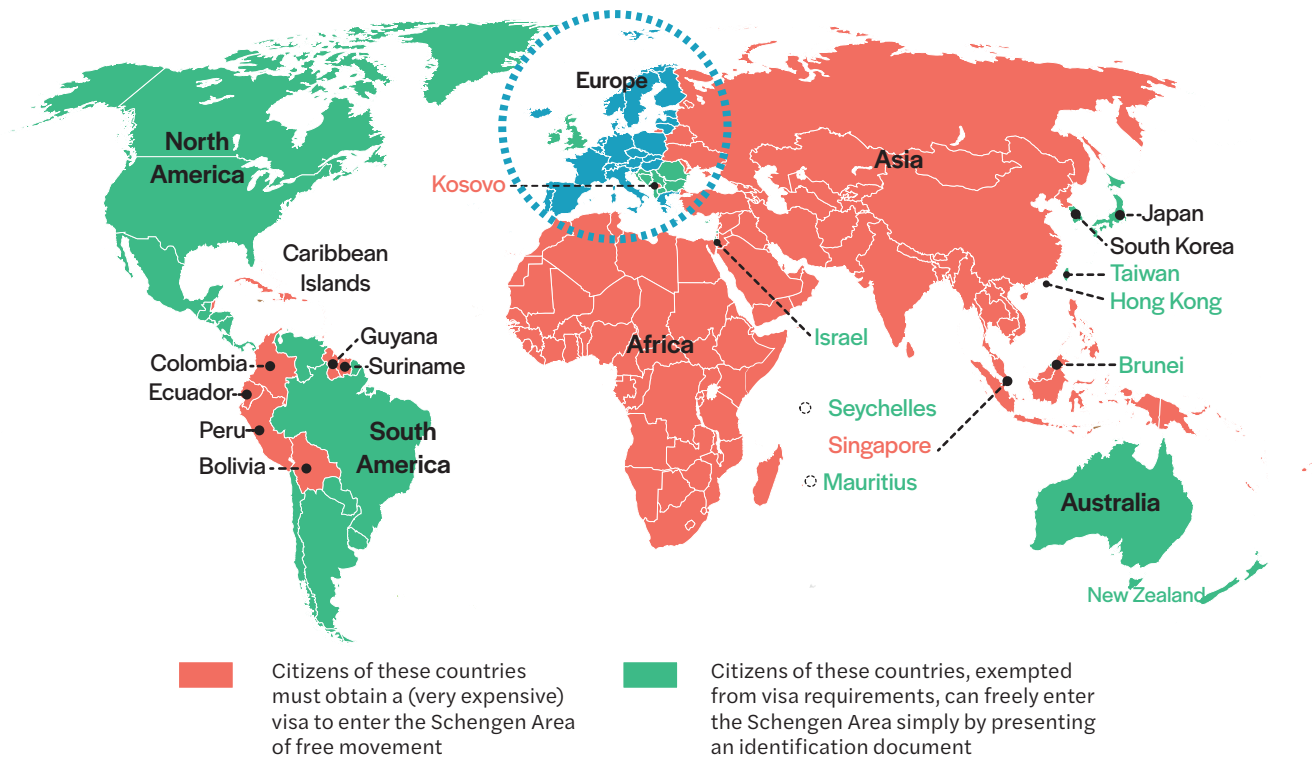 Europe
North
America
Asia
Kosovo
Japan
South Korea
Caribbean
Islands
Taiwan
Hong Kong
Guyana
Israel
Africa
Colombia
Suriname
Brunei
Ecuador
Seychelles
Peru
South
America
Singapore
Bolivia
Mauritius
Australia
New Zealand
Citizens of these countries
must obtain a (very expensive)
visa to enter the Schengen Area
of free movement
Citizens of these countries, exempted
from visa requirements, can freely enter
the Schengen Area simply by presenting
an identification document